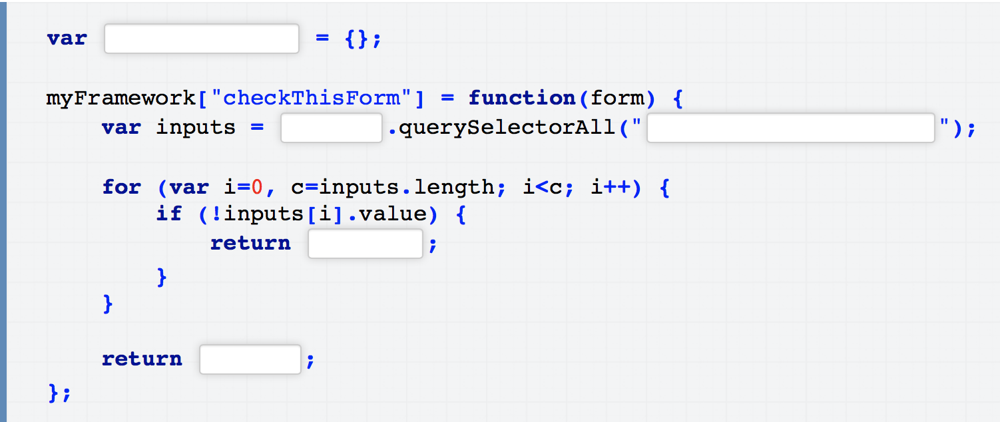 var = {};
myFramework["checkThisForm"] = function(form) {
var inputs = .querySelectorAll("");
for (var i=0, c=inputs.length; i<c; i++) {
if (!inputs[i].value) {
return ;
}
}
return ;
};